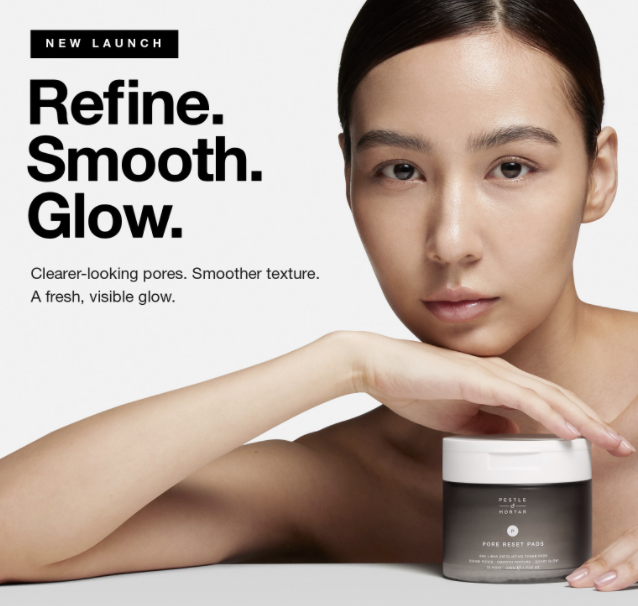 NEW LAUNCH
Refine.
Smooth.
Glow.
Clearer-looking pores. Smoother texture.
A fresh, visible glow.
PESTLE
&
MORTAR
PORE RESET PADS